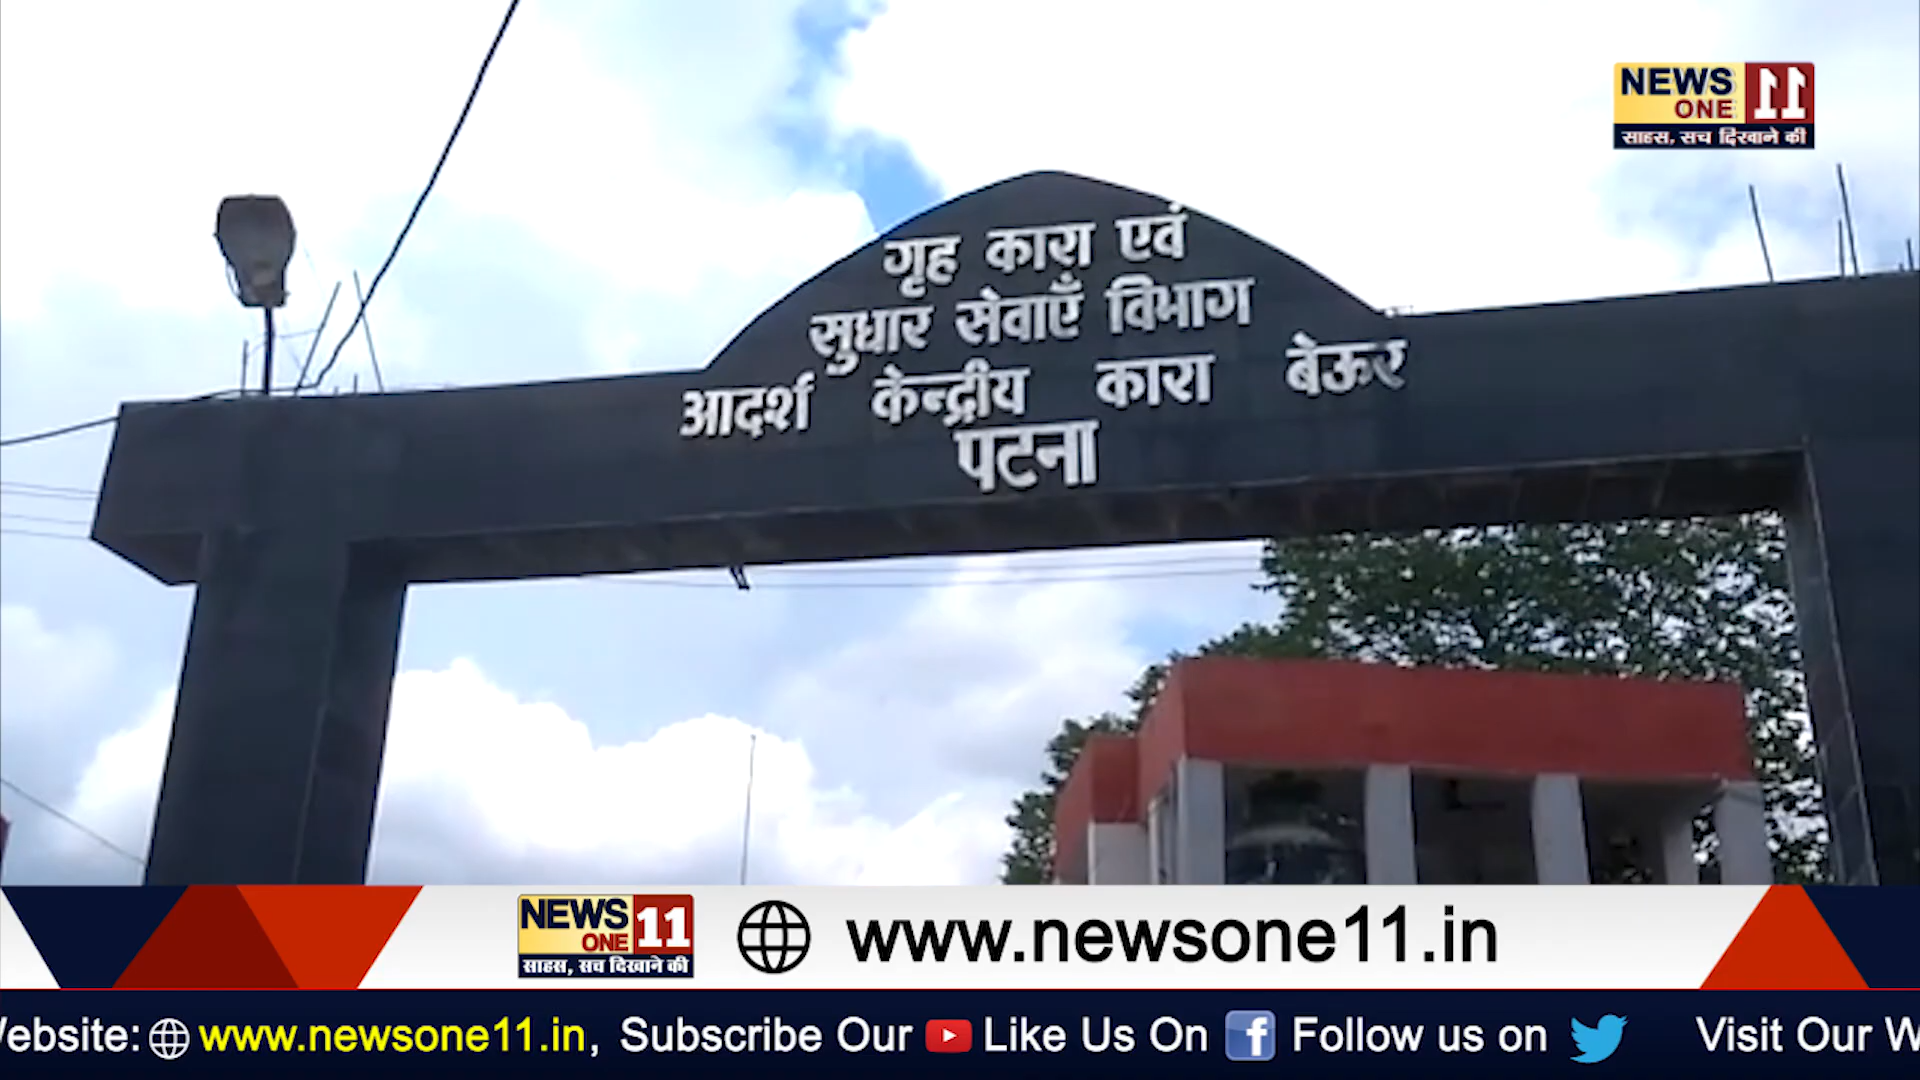 NEWS
ONE 11
साहस, सच दिखाने की
गृह कारा एवं
सुधार सेवाएँ विभाग
आदर्श केन्द्रीय कारा बेऊर
पटना
NEWS
ONE 11
साहस, सच दिखाने की
www.newsone11.in
ebsite: www.newsone11.in, Subscribe Our Like Us On Follow us on Visit Our W